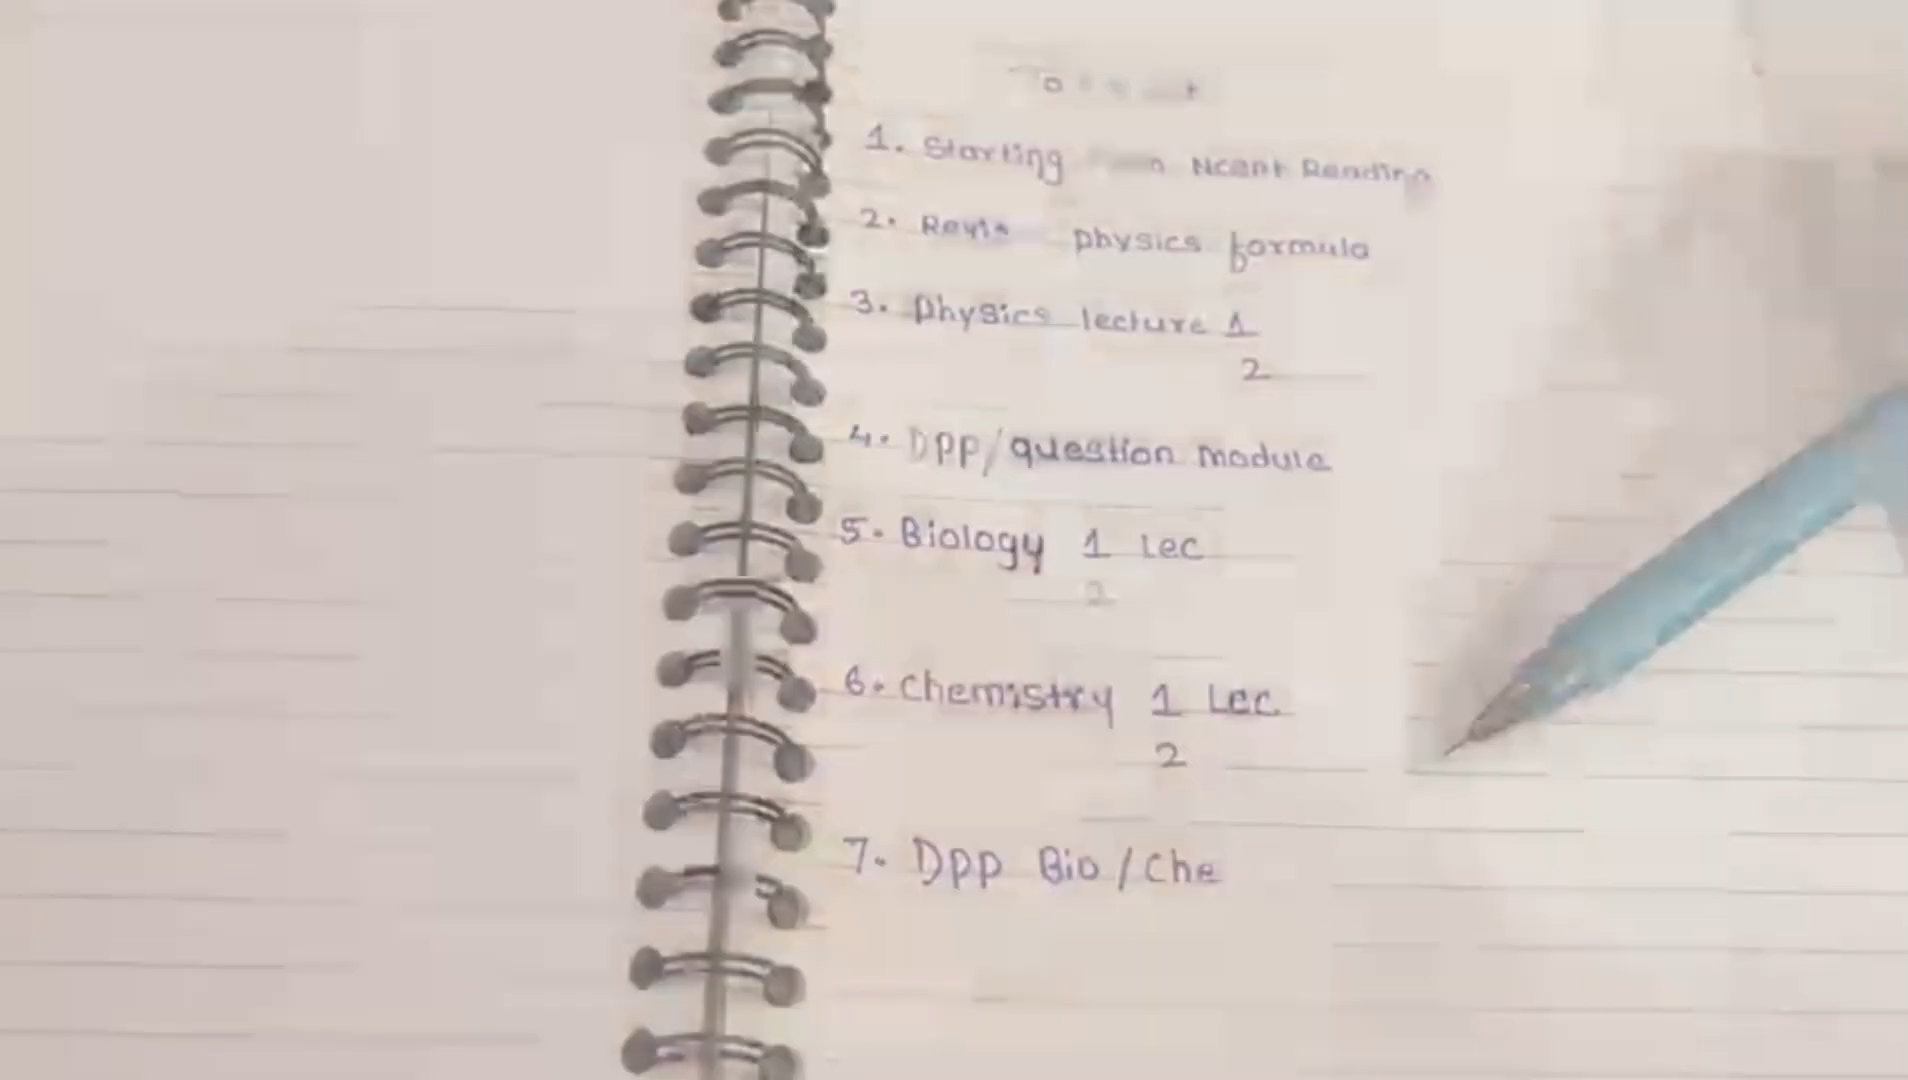 1. Starting Ncert Reading
2. physics formula
3. physics lecture 1
2
4. DPP/question module
5. Biology 1 Lec
2
6. Chemistry 1 Lec
2
7. DPP Bio/Che